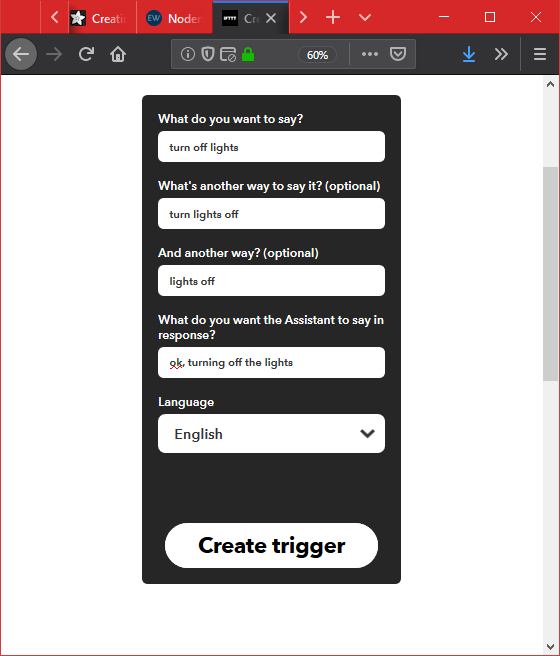 Creati
Noder
IFTTT
Cre
60%
What do you want to say?
turn off lights
What's another way to say it? (optional)
turn lights off
And another way? (optional)
lights off
What do you want the Assistant to say in
response?
ok, turning off the lights
Language
English
Create trigger